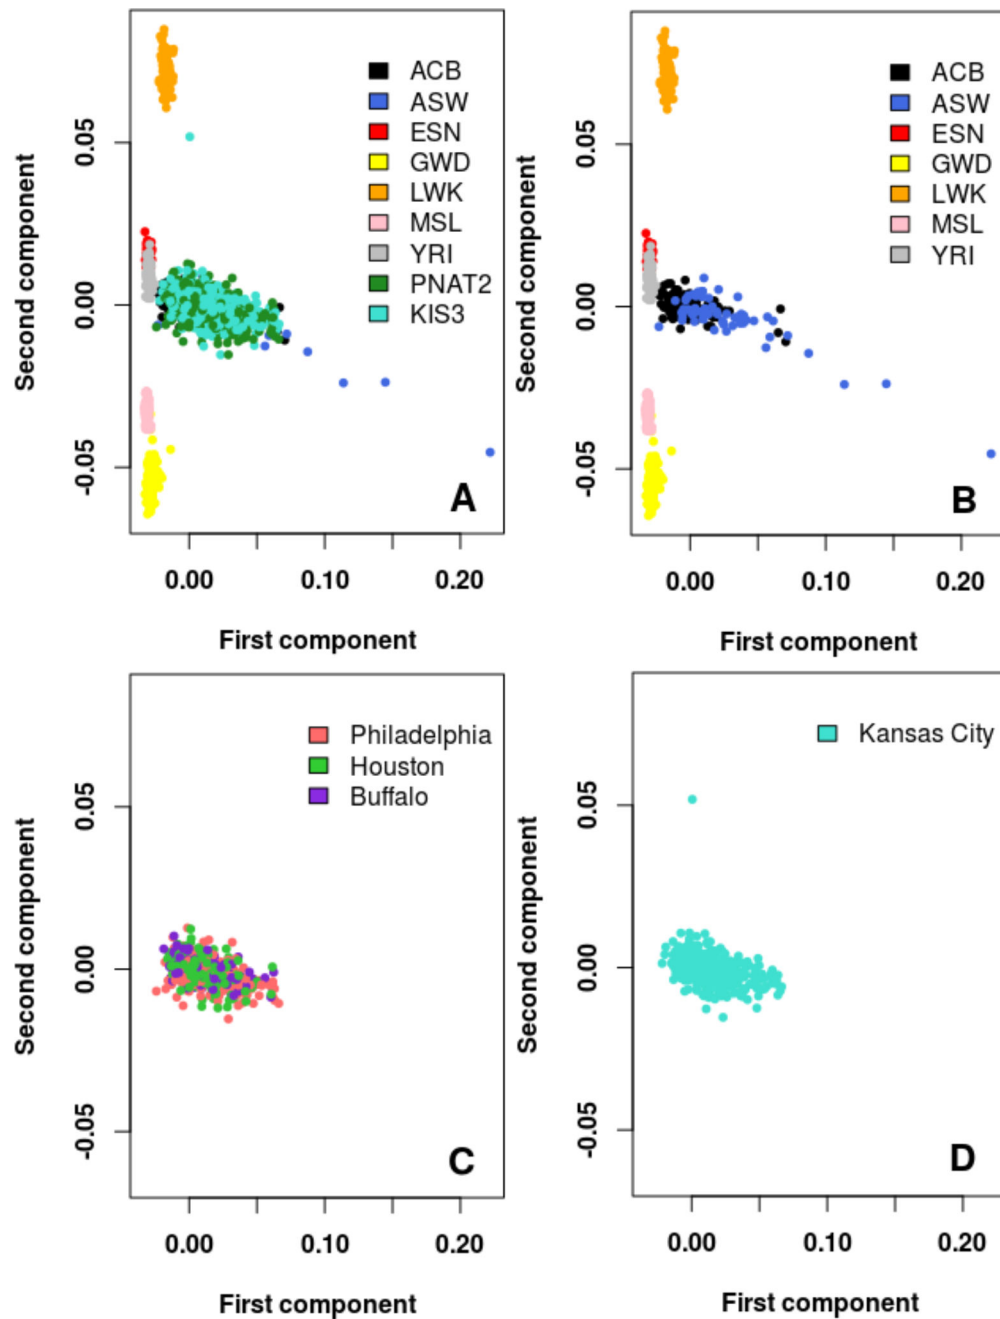 Second component
0.05
0.00
-0.05
ACB
ASW
ESN
GWD
LWK
MSL
YRI
PNAT2
KIS3
A
0.00
0.10
0.20
First component
Second component
0.05
0.00
-0.05
ACB
ASW
ESN
GWD
LWK
MSL
YRI
B
0.00
0.10
0.20
First component
Second component
0.05
0.00
-0.05
Philadelphia
Houston
Buffalo
C
0.00
0.10
0.20
First component
Second component
0.05
0.00
-0.05
Kansas City
D
0.00
0.10
0.20
First component